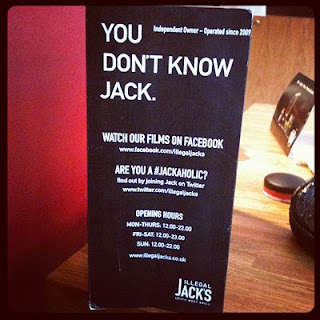 YOU
Independent Owner – Operated since 2009
DON'T KNOW
JACK.
WATCH OUR FILMS ON FACEBOOK
www.facebook.com/illegaljacks
ARE YOU A #JACKAHOLIC?
find out by joining Jack on Twitter
www.twitter.com/illegaljacks
OPENING HOURS
MON-THURS: 12.00-22.00
FRI-SAT: 12.00-23.00
SUN: 12.00-22.00
www.illegaljacks.co.uk
ILLEGAL
JACK'S
SOUTH WEST GRILL